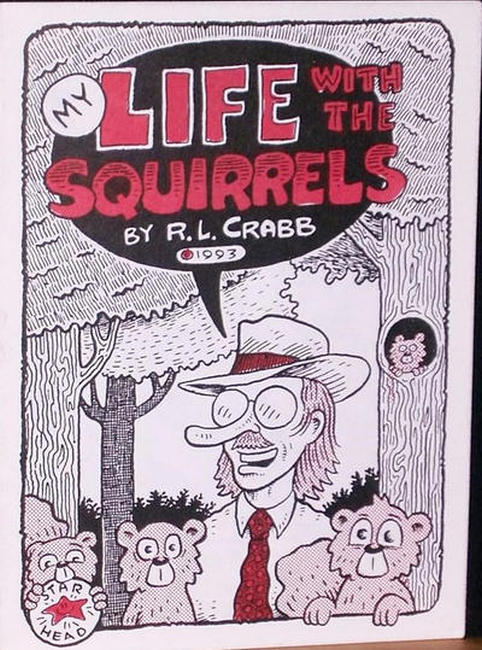 MY LIFE WITH
THE
SQUIRRELS
BY R.L. CRABB
©1993
STAR
HEAD